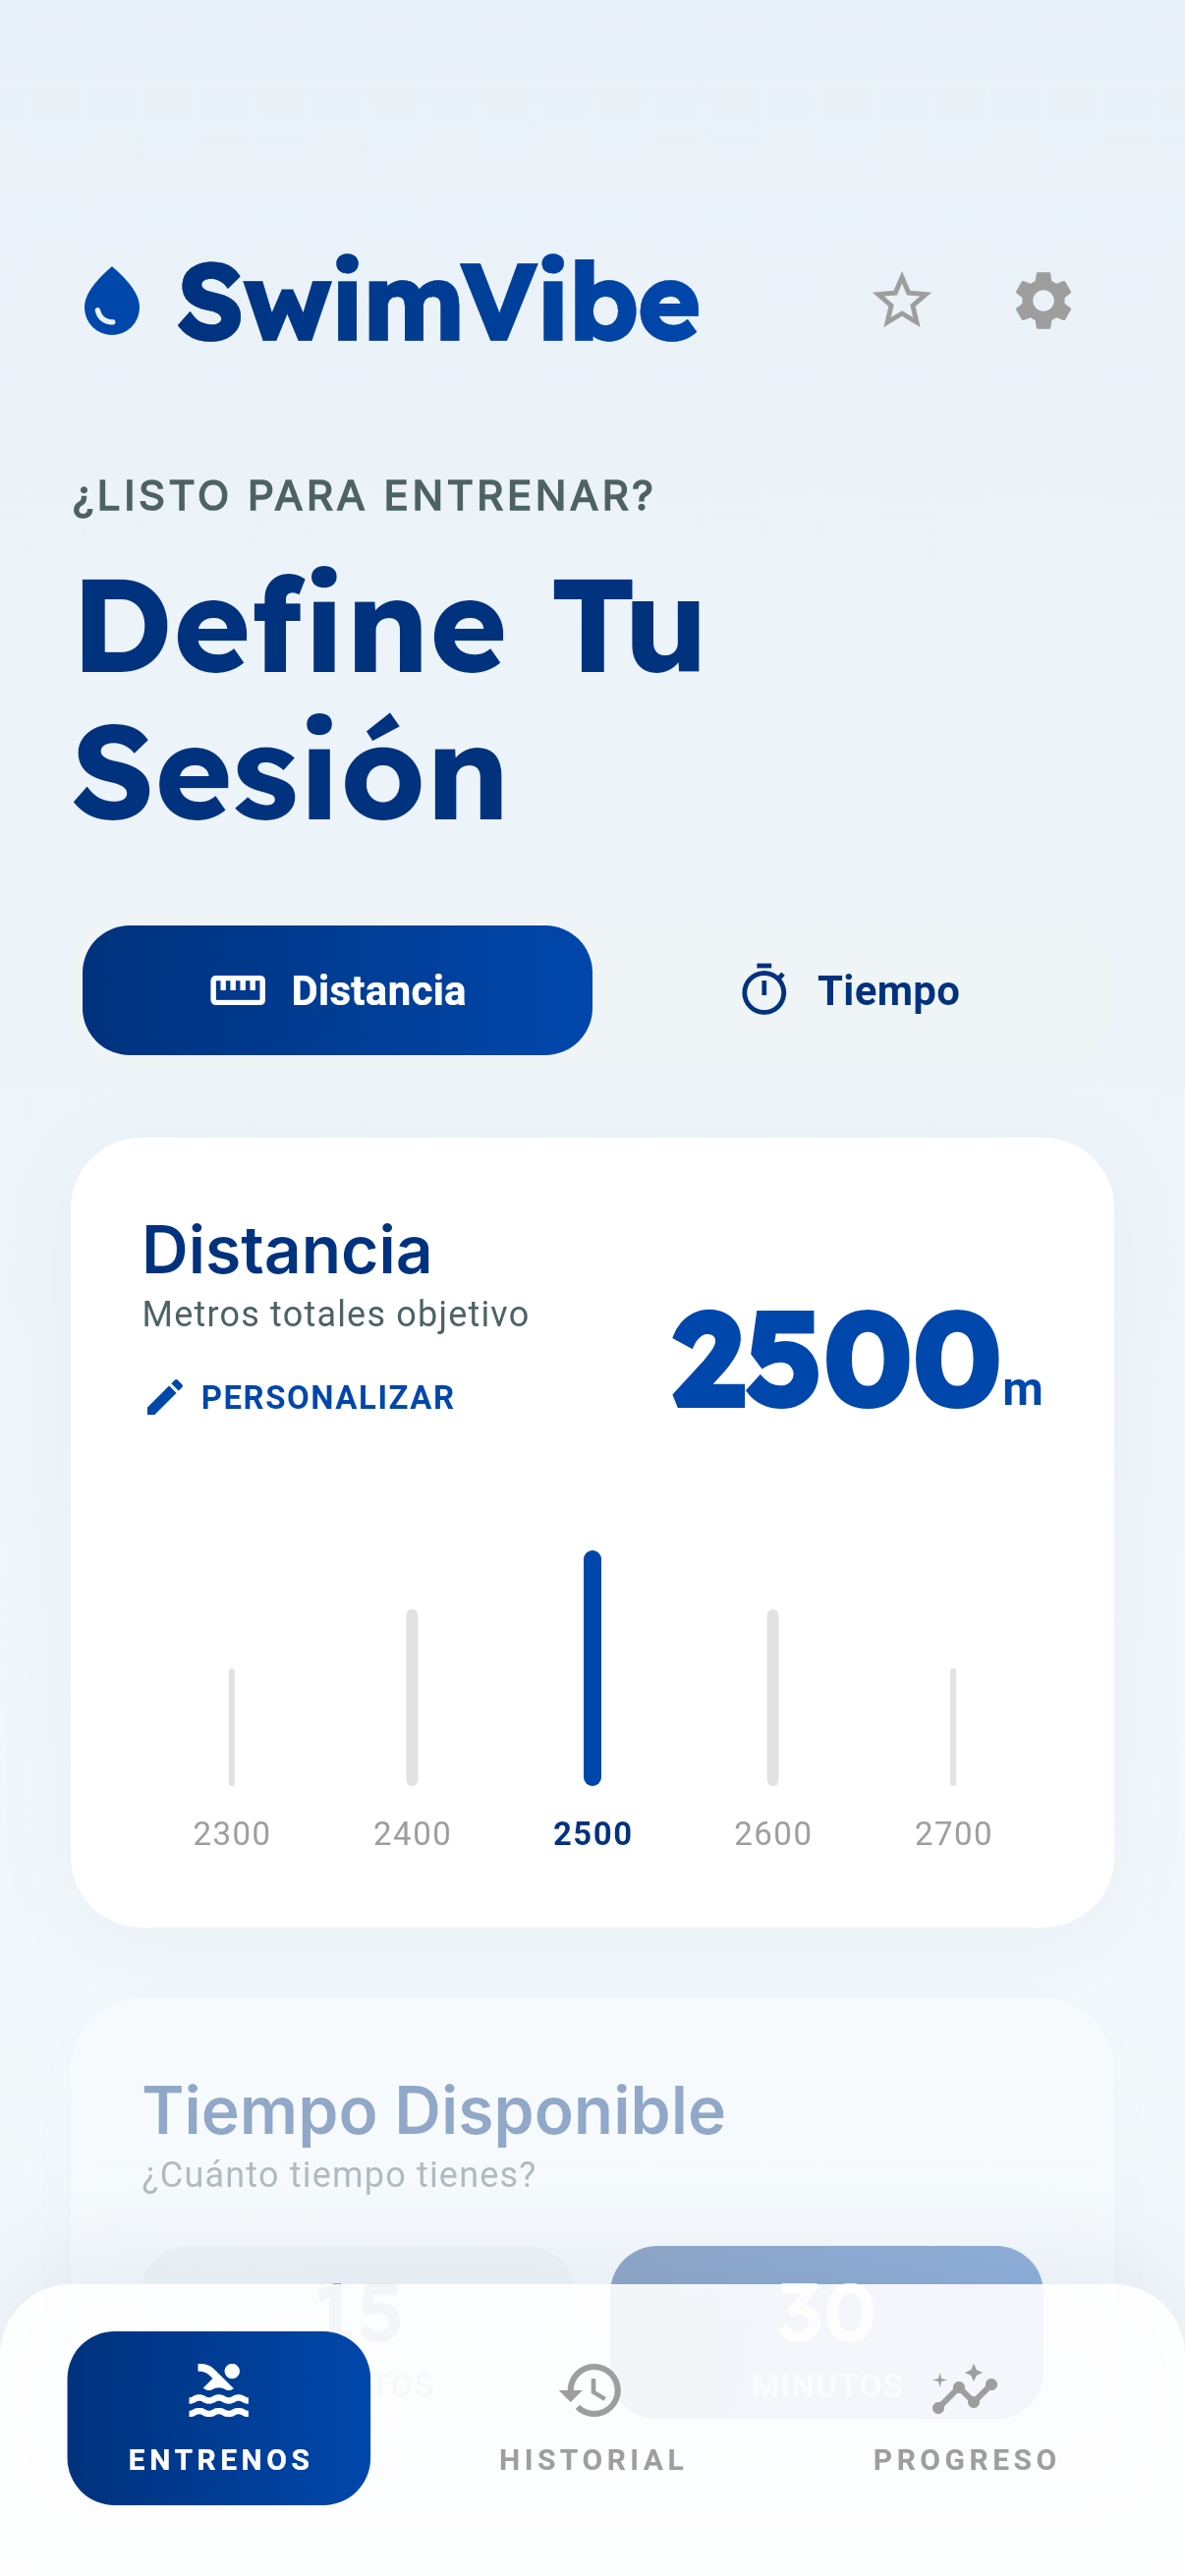 SwimVibe
¿LISTO PARA ENTRENAR?
Define Tu
Sesión
Distancia
Tiempo
Distancia
Metros totales objetivo
PERSONALIZAR
2500m
2300 2400 2500 2600 2700
Tiempo Disponible
¿Cuánto tiempo tienes?
15 30
MINUTOS
ENTRENOS HISTORIAL PROGRESO